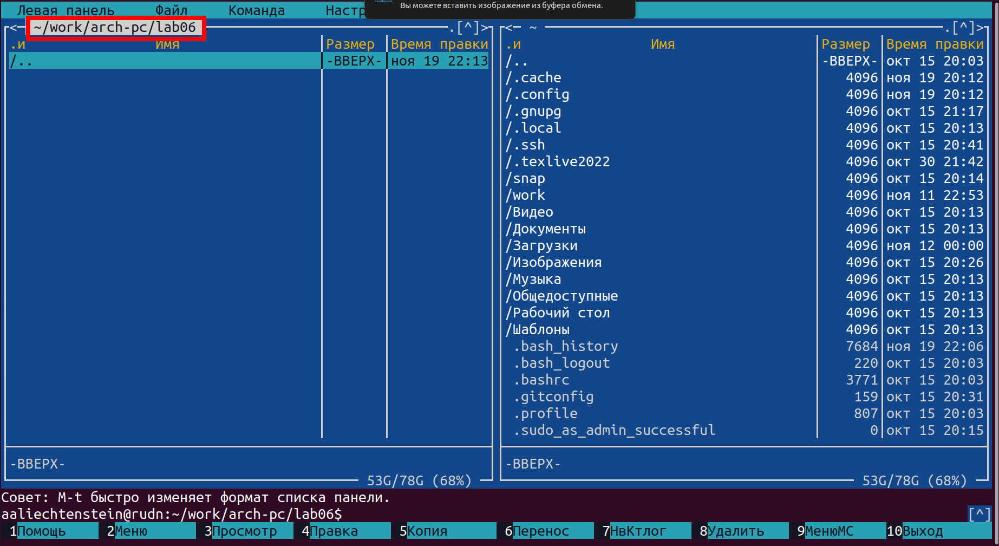 Левая панель Файл Команда Настр
Вы можете вставить изображение из буфера обмена.
<─ ~/work/arch-pc/lab06 .[^]>
.и Имя Размер Время правки
/.. -ВВЕРХ- ноя 19 22:13
-ВВЕРХ-
53G/78G (68%)
<─ ~ .[^]>
.и Имя Размер Время правки
/.. -ВВЕРХ- окт 15 20:03
/.cache 4096 ноя 19 20:12
/.config 4096 ноя 19 20:12
/.gnupg 4096 окт 15 21:17
/.local 4096 окт 15 20:13
/.ssh 4096 окт 15 20:41
/.texlive2022 4096 окт 30 21:42
/snap 4096 окт 15 20:14
/work 4096 ноя 11 22:53
/Видео 4096 окт 15 20:13
/Документы 4096 окт 15 20:13
/Загрузки 4096 ноя 12 00:00
/Изображения 4096 окт 15 20:26
/Музыка 4096 окт 15 20:13
/Общедоступные 4096 окт 15 20:13
/Рабочий стол 4096 окт 15 20:13
/Шаблоны 4096 окт 15 20:13
.bash_history 7684 ноя 19 22:06
.bash_logout 220 окт 15 20:03
.bashrc 3771 окт 15 20:03
.gitconfig 159 окт 15 20:31
.profile 807 окт 15 20:03
.sudo_as_admin_successful 0 окт 15 20:15
-ВВЕРХ-
53G/78G (68%)
Совет: M-t быстро изменяет формат списка панели.
aaliechtenstein@rudn:~/work/arch-pc/lab06$ [^]
1Помощь 2Меню 3Просмотр 4Правка 5Копия 6Перенос 7НвКтлог 8Удалить 9МенюMC 10Выход